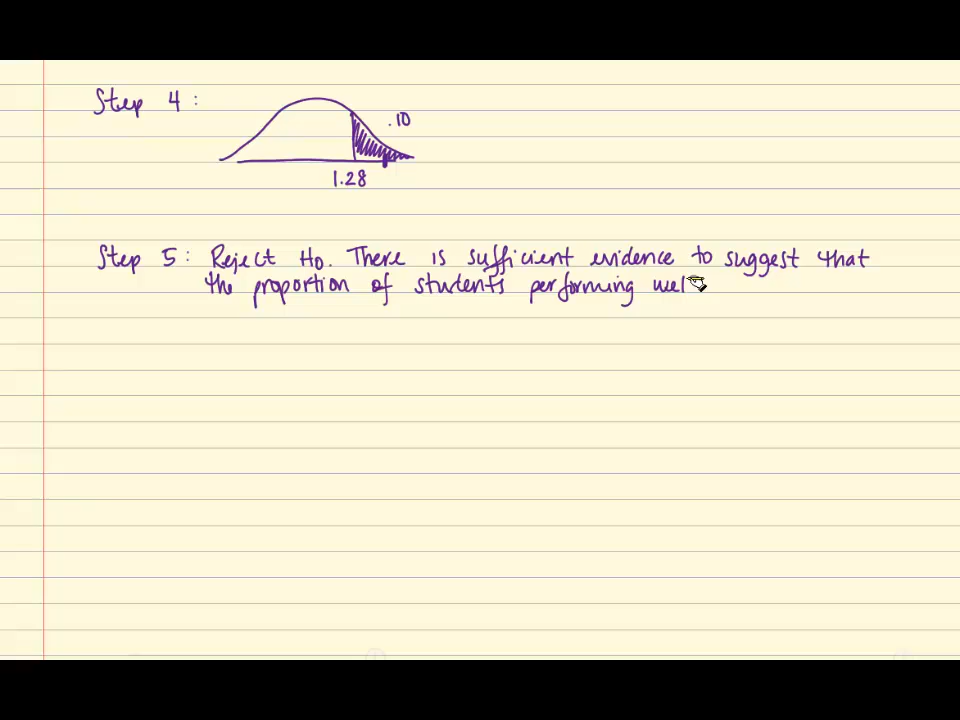 Step 4 :
.10
1.28
Step 5 : Reject Ho. There is sufficient evidence to suggest that
the proportion of students performing wel